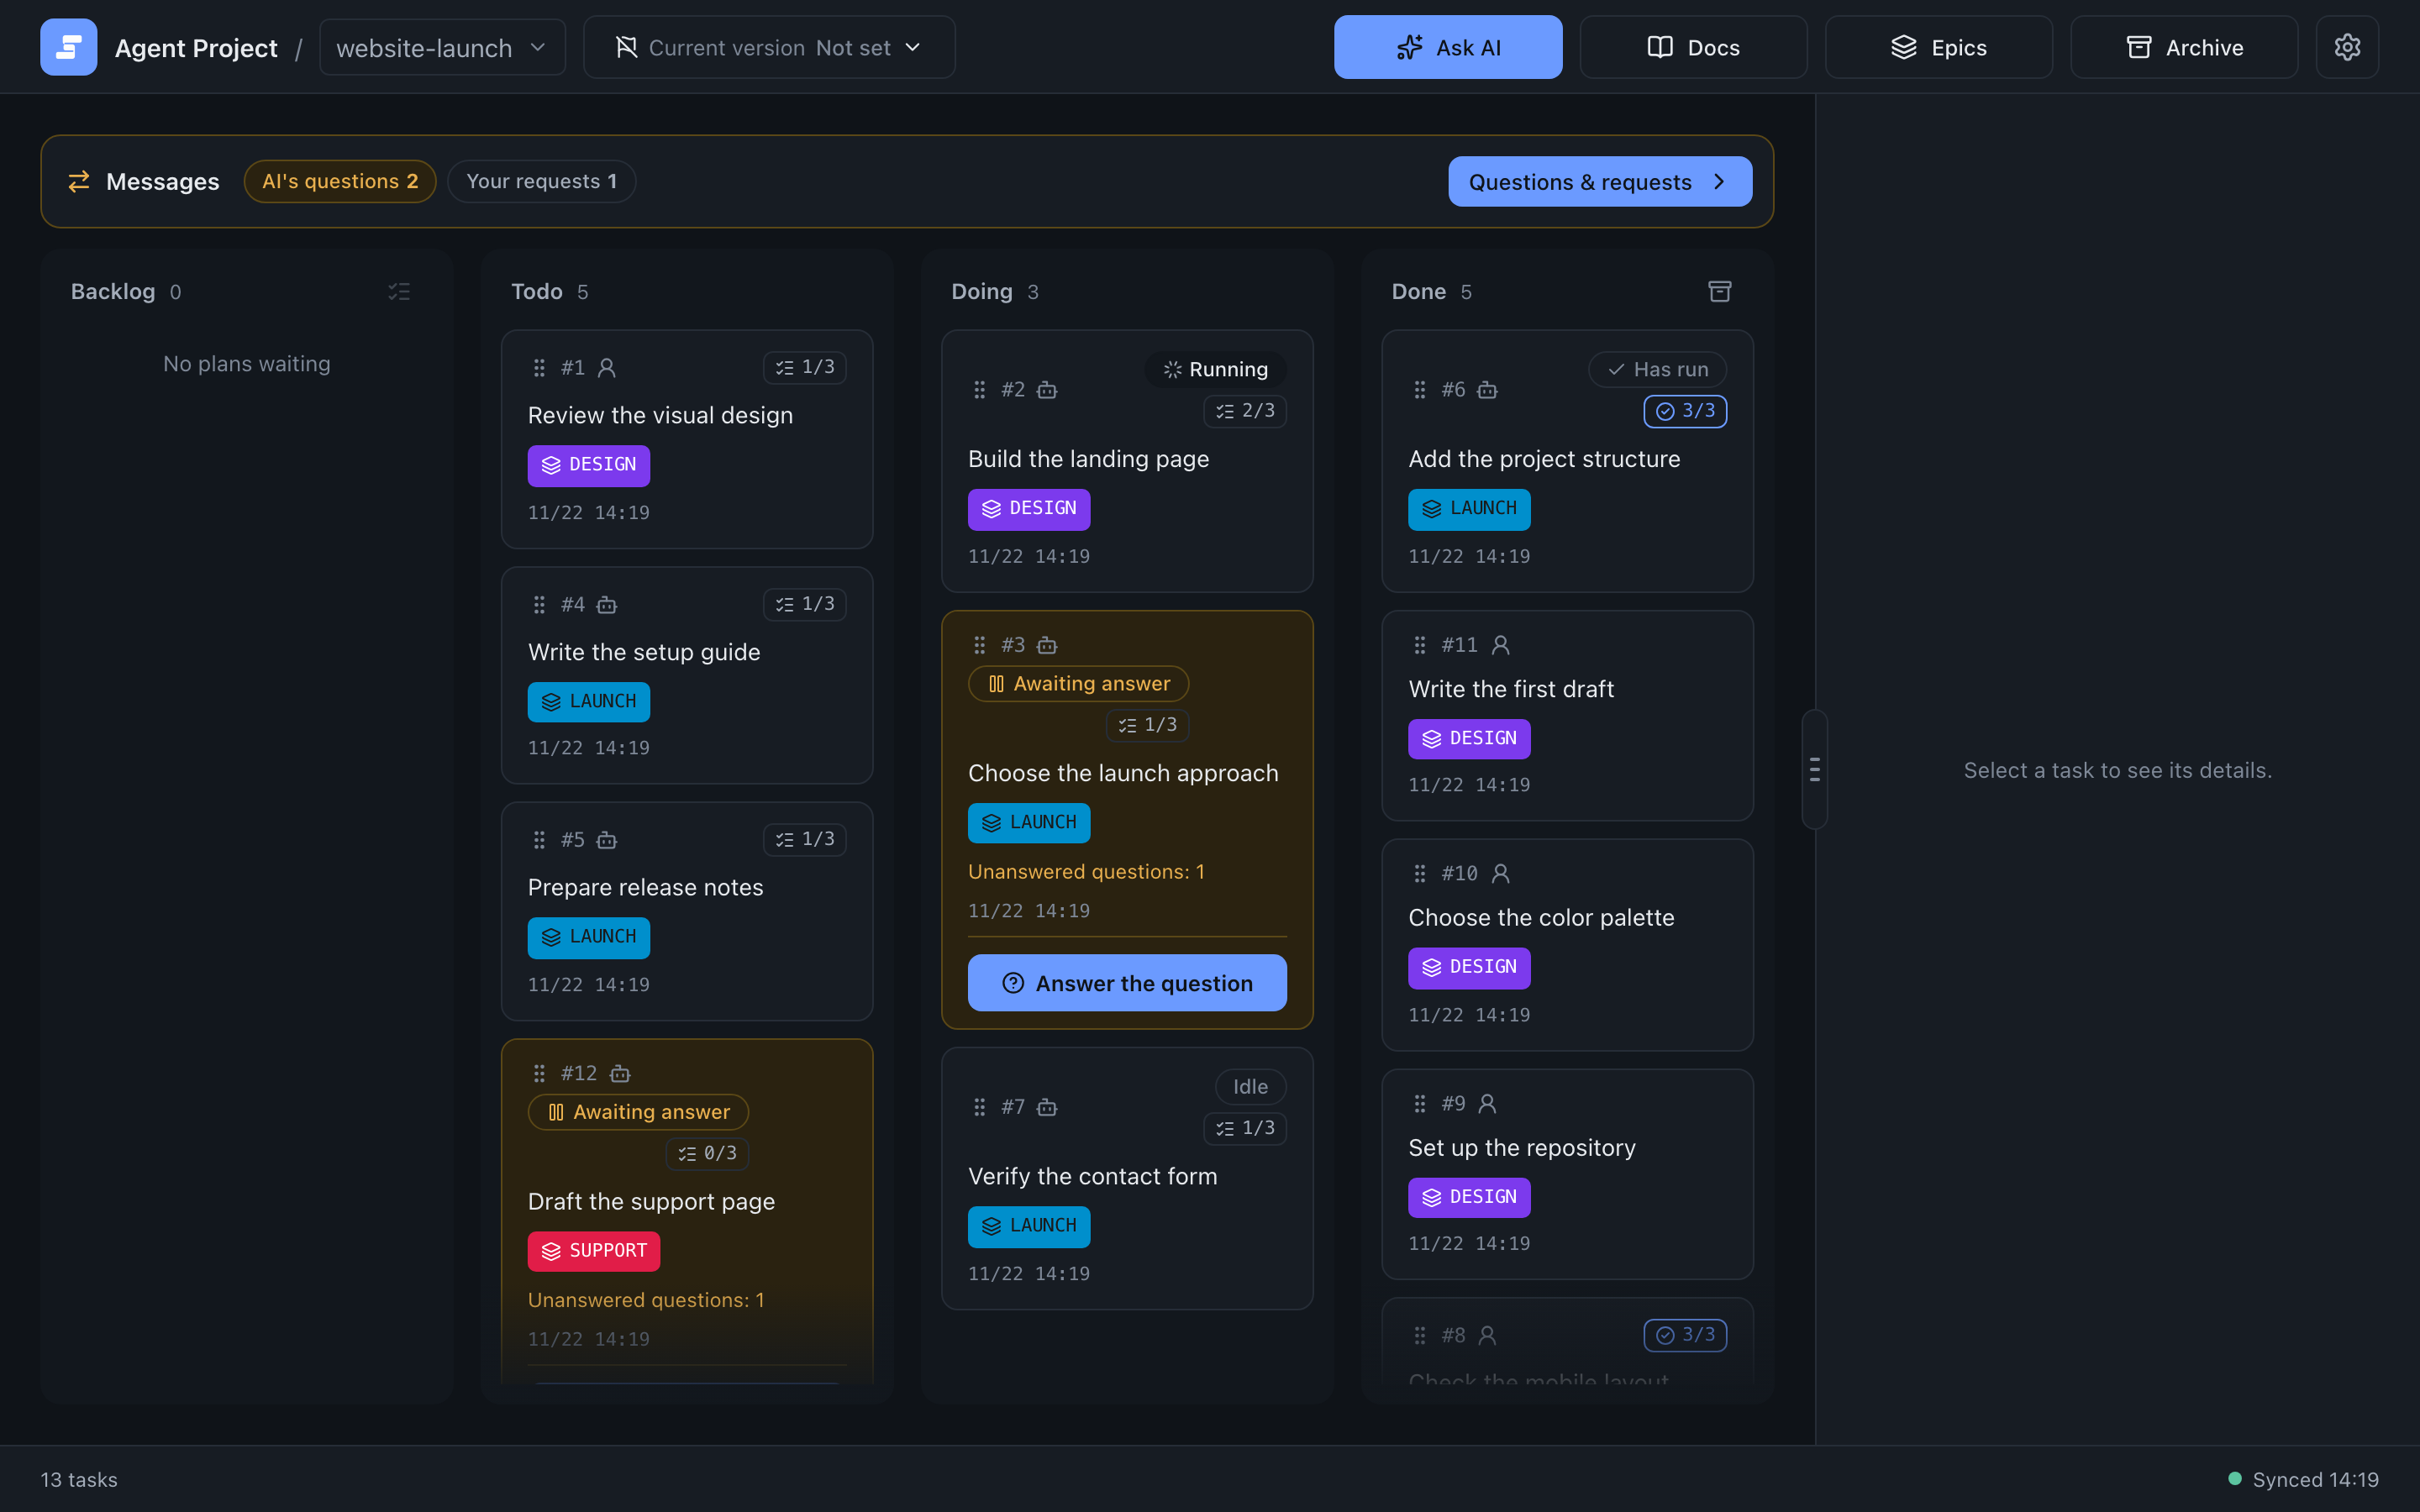 Agent Project / website-launch
Current version Not set
Ask AI
Docs
Epics
Archive
Messages
AI's questions 2
Your requests 1
Questions & requests
Backlog 0
No plans waiting
Todo 5
#1
1/3
Review the visual design
DESIGN
11/22 14:19
#4
1/3
Write the setup guide
LAUNCH
11/22 14:19
#5
1/3
Prepare release notes
LAUNCH
11/22 14:19
#12
Awaiting answer
0/3
Draft the support page
SUPPORT
Unanswered questions: 1
11/22 14:19
Doing 3
#2
Running
2/3
Build the landing page
DESIGN
11/22 14:19
#3
Awaiting answer
1/3
Choose the launch approach
LAUNCH
Unanswered questions: 1
11/22 14:19
Answer the question
#7
Idle
1/3
Verify the contact form
LAUNCH
11/22 14:19
Done 5
#6
Has run
3/3
Add the project structure
LAUNCH
11/22 14:19
#11
Write the first draft
DESIGN
11/22 14:19
#10
Choose the color palette
DESIGN
11/22 14:19
#9
Set up the repository
DESIGN
11/22 14:19
#8
3/3
Check the mobile layout
Select a task to see its details.
13 tasks
Synced 14:19